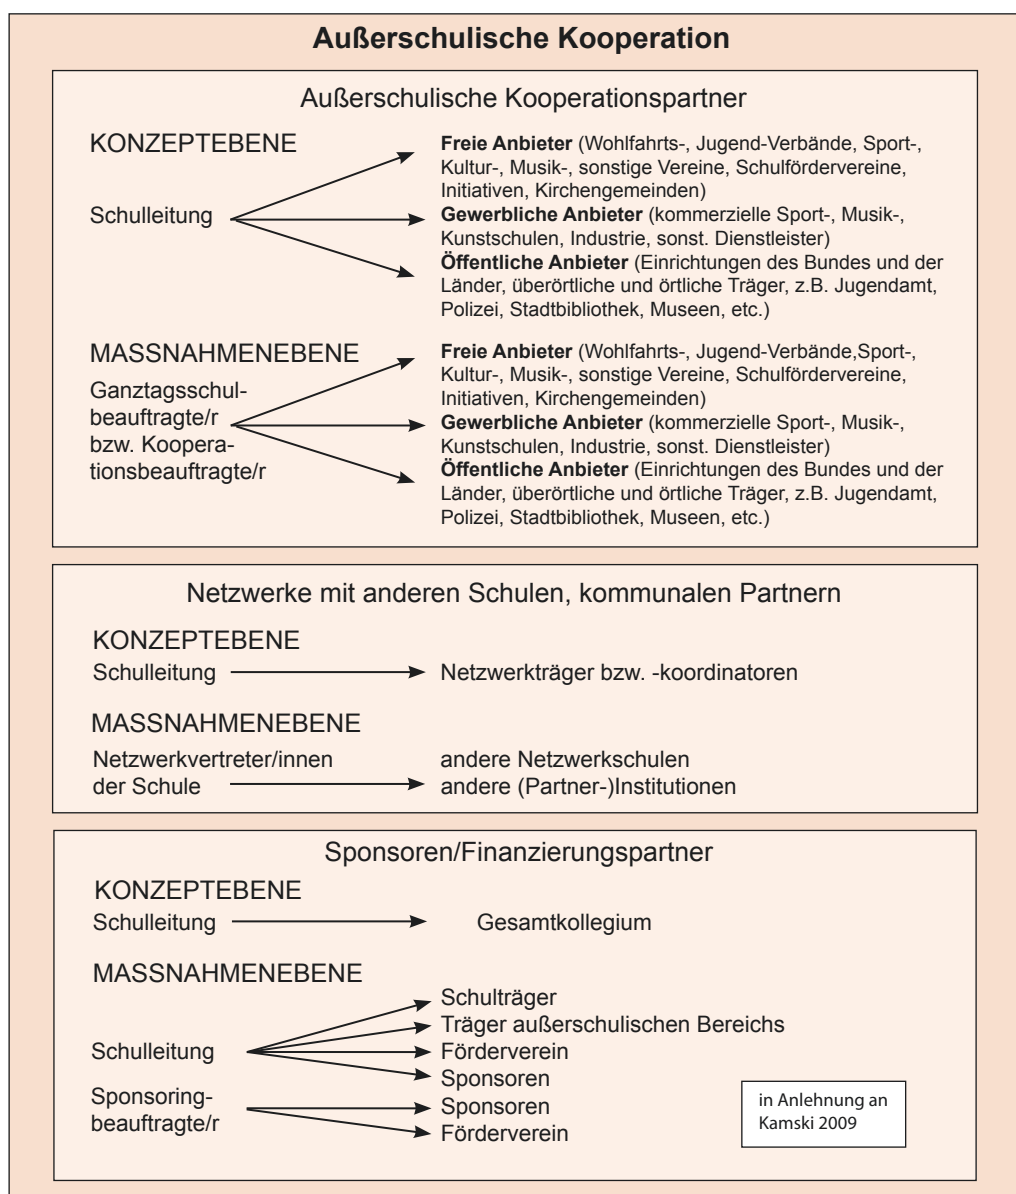 Außerschulische Kooperation
Außerschulische Kooperationspartner
KONZEPTEBENE
Schulleitung
Freie Anbieter (Wohlfahrts-, Jugend-Verbände, Sport-,
Kultur-, Musik-, sonstige Vereine, Schulfördervereine,
Initiativen, Kirchengemeinden)
Gewerbliche Anbieter (kommerzielle Sport-, Musik-,
Kunstschulen, Industrie, sonst. Dienstleister)
Öffentliche Anbieter (Einrichtungen des Bundes und der
Länder, überörtliche und örtliche Träger, z.B. Jugendamt,
Polizei, Stadtbibliothek, Museen, etc.)
MASSNAHMENEBENE
Ganztagsschul-
beauftragte/r
bzw. Koopera-
tionsbeauftragte/r
Freie Anbieter (Wohlfahrts-, Jugend-Verbände,Sport-,
Kultur-, Musik-, sonstige Vereine, Schulfördervereine,
Initiativen, Kirchengemeinden)
Gewerbliche Anbieter (kommerzielle Sport-, Musik-,
Kunstschulen, Industrie, sonst. Dienstleister)
Öffentliche Anbieter (Einrichtungen des Bundes und der
Länder, überörtliche und örtliche Träger, z.B. Jugendamt,
Polizei, Stadtbibliothek, Museen, etc.)
Netzwerke mit anderen Schulen, kommunalen Partnern
KONZEPTEBENE
Schulleitung
Netzwerkträger bzw. -koordinatoren
MASSNAHMENEBENE
Netzwerkvertreter/innen
der Schule
andere Netzwerkschulen
andere (Partner-)Institutionen
Sponsoren/Finanzierungspartner
KONZEPTEBENE
Schulleitung
Gesamtkollegium
MASSNAHMENEBENE
Schulleitung
Schulträger
Träger außerschulischen Bereichs
Förderverein
Sponsoren
Sponsoring-
beauftragte/r
Sponsoren
Förderverein
in Anlehnung an
Kamski 2009